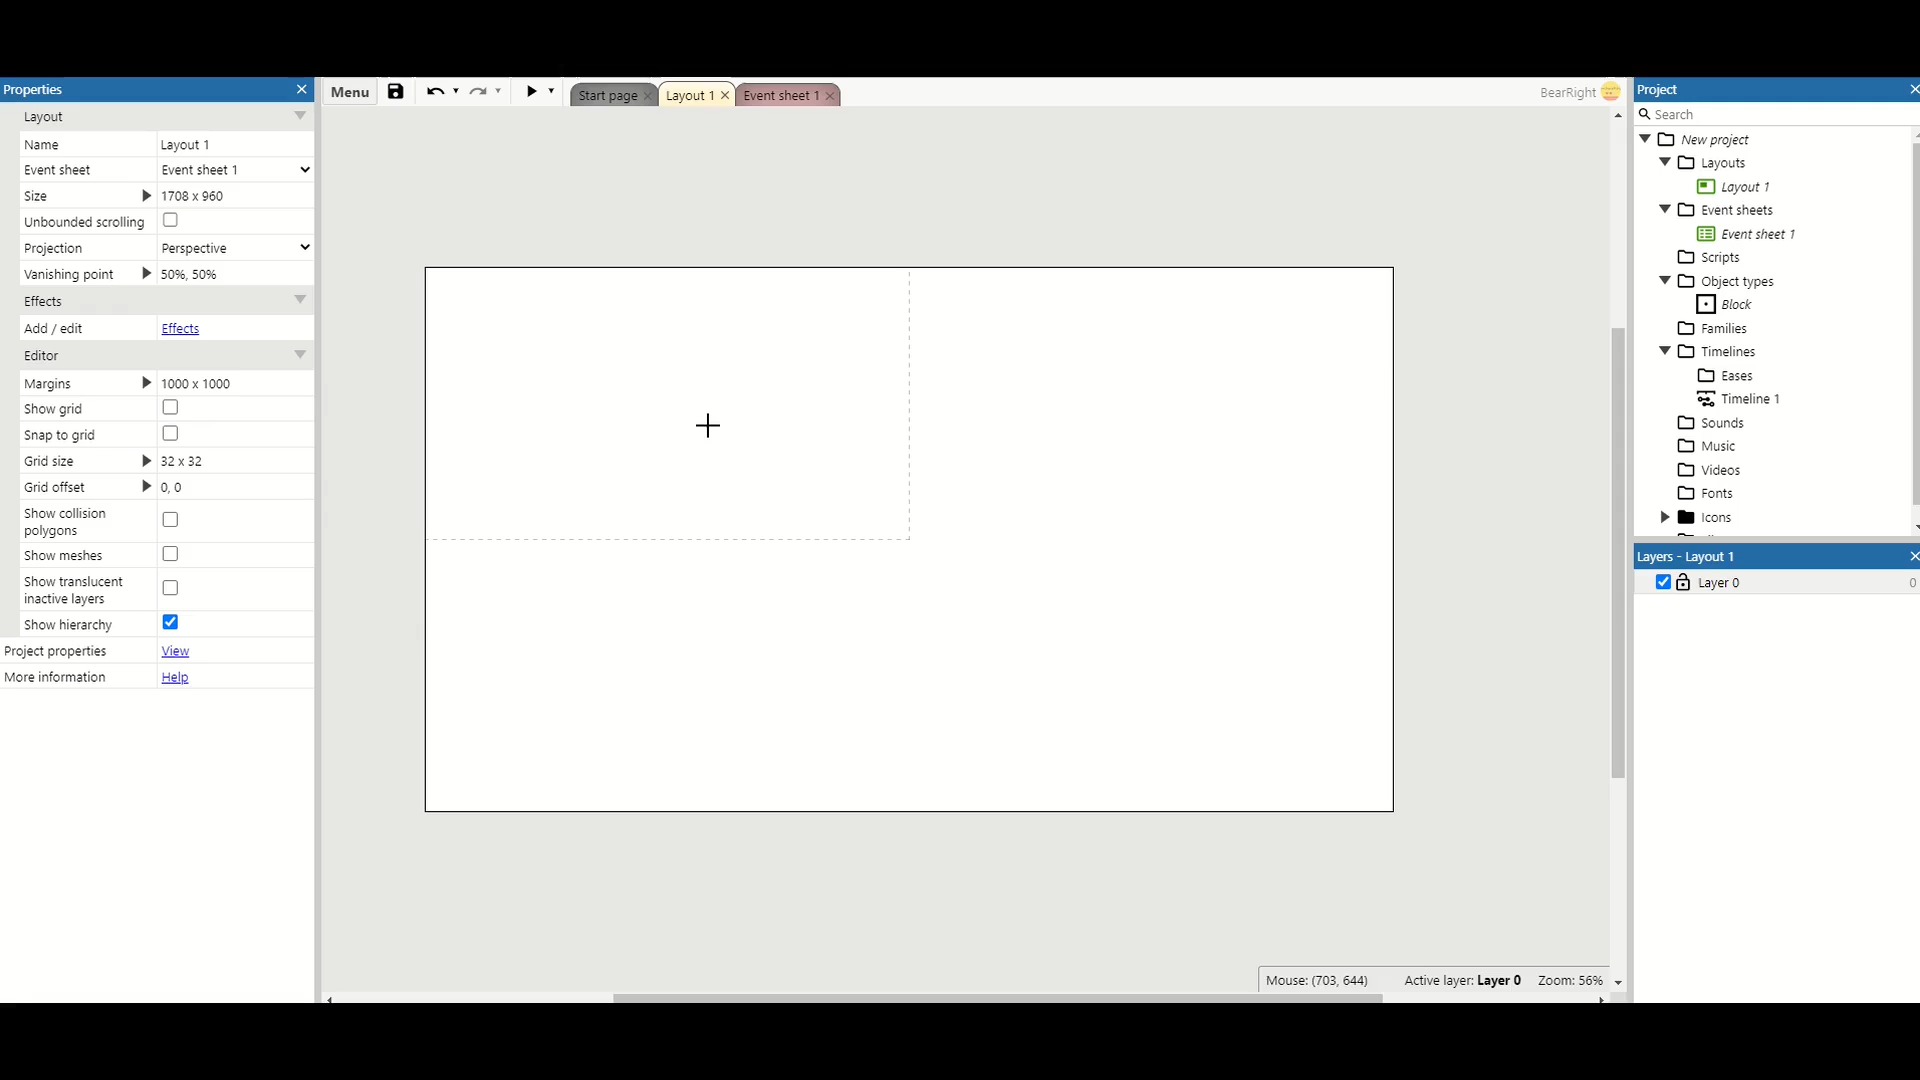 Properties
Layout
Name Layout 1
Event sheet Event sheet 1
Size 1708 x 960
Unbounded scrolling
Projection Perspective
Vanishing point 50%, 50%
Effects
Add / edit Effects
Editor
Margins 1000 x 1000
Show grid
Snap to grid
Grid size 32 x 32
Grid offset 0, 0
Show collision
polygons
Show meshes
Show translucent
inactive layers
Show hierarchy
Project properties View
More information Help
Menu
Start page Layout 1 Event sheet 1
BearRight
Mouse: (703, 644) Active layer: Layer 0 Zoom: 56%
Project
Search
New project
Layouts
Layout 1
Event sheets
Event sheet 1
Scripts
Object types
Block
Families
Timelines
Eases
Timeline 1
Sounds
Music
Videos
Fonts
Icons
Layers - Layout 1
Layer 0 0